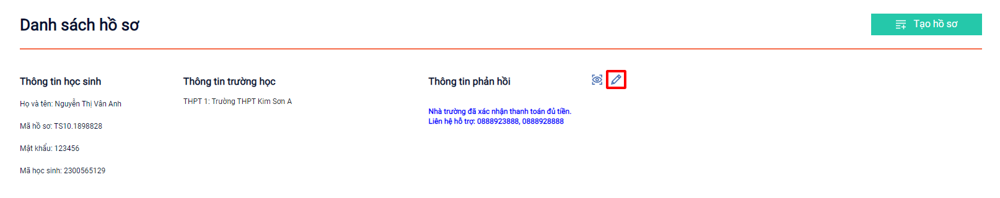 Danh sách hồ sơ
Tạo hồ sơ
Thông tin học sinh
Họ và tên: Nguyễn Thị Vân Anh
Mã hồ sơ: TS10.1898828
Mật khẩu: 123456
Mã học sinh: 2300565129
Thông tin trường học
THPT 1: Trường THPT Kim Sơn A
Thông tin phản hồi
Nhà trường đã xác nhận thanh toán đủ tiền.
Liên hệ hỗ trợ: 0888923888, 0888928888